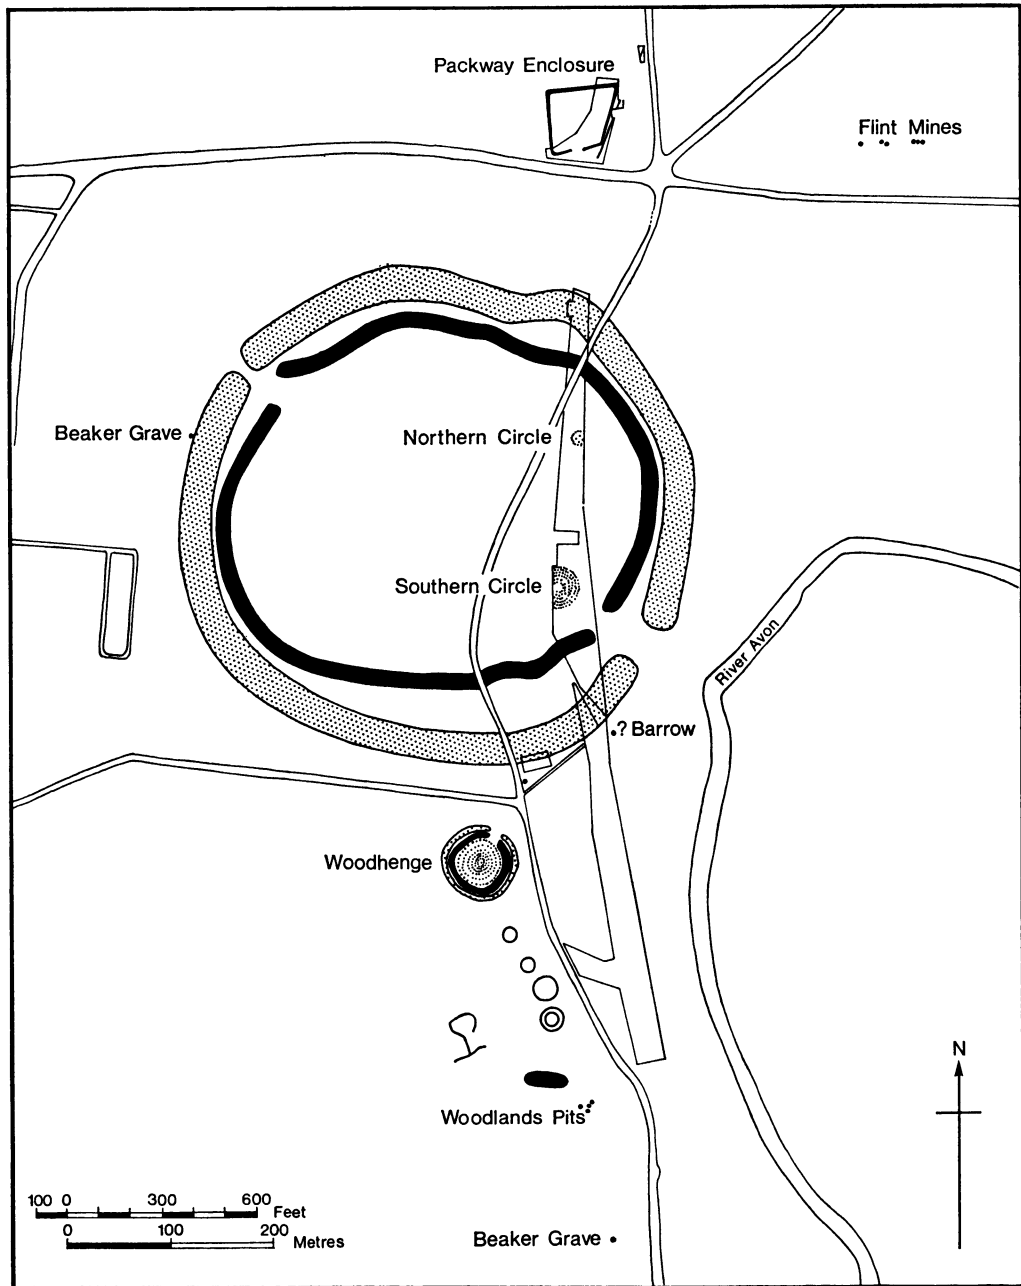 Packway Enclosure
Flint Mines
Beaker Grave
Northern Circle
Southern Circle
River Avon
? Barrow
Woodhenge
N
Woodlands Pits
100 0 300 600 Feet
0 100 200 Metres
Beaker Grave